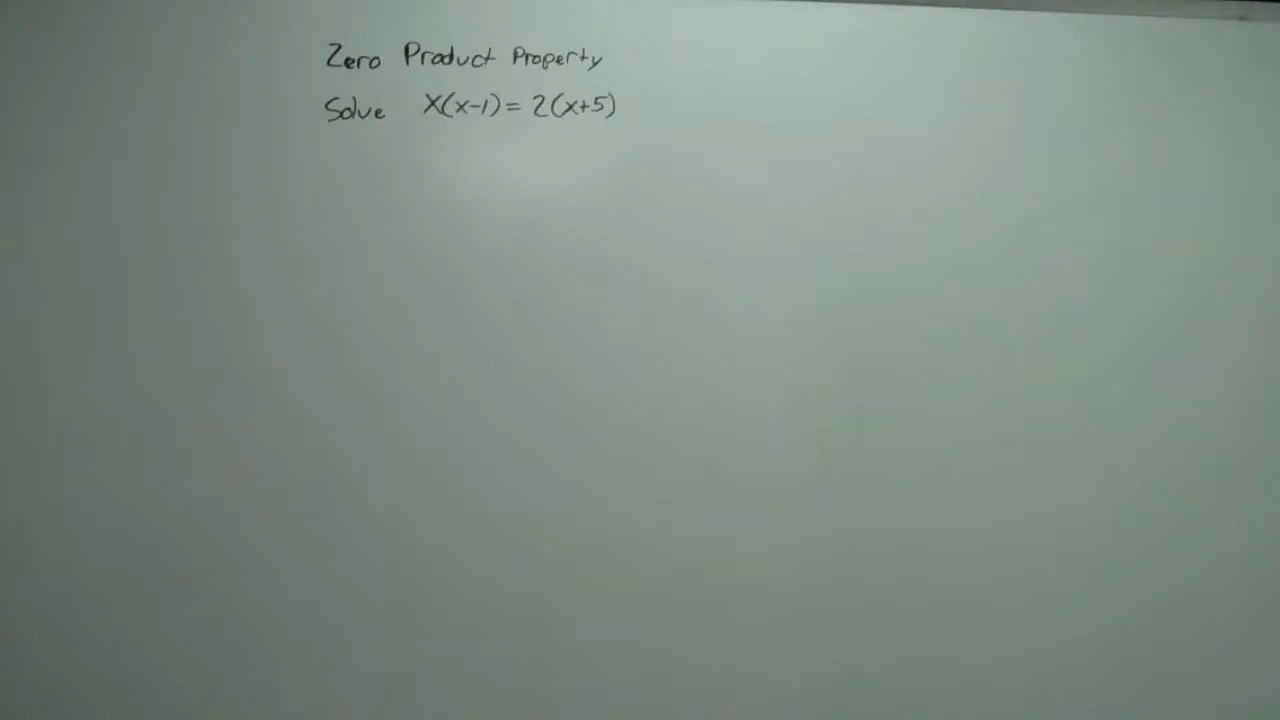 Zero Product Property
Solve X(x-1) = 2(x+5)